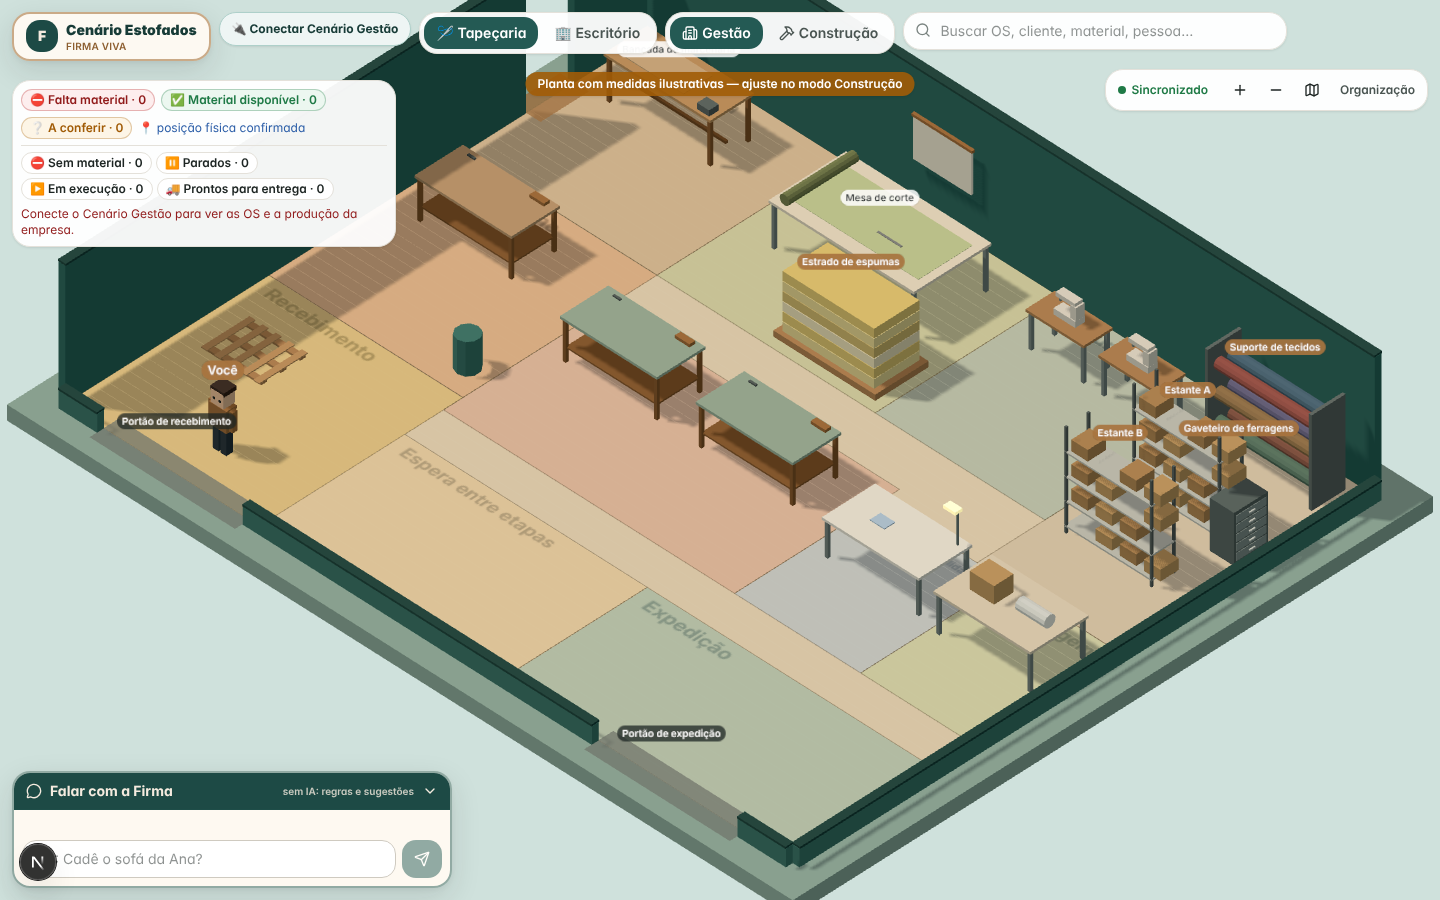 F
Cenário Estofados
FIRMA VIVA
🔌 Conectar Cenário Gestão
🪡 Tapeçaria
🏢 Escritório
Gestão
Construção
Buscar OS, cliente, material, pessoa...
Planta com medidas ilustrativas — ajuste no modo Construção
Sincronizado
Organização
⛔ Falta material · 0
✅ Material disponível · 0
❔ A conferir · 0
📍 posição física confirmada
⛔ Sem material · 0
⏸️ Parados · 0
▶️ Em execução · 0
🚚 Prontos para entrega · 0
Conecte o Cenário Gestão para ver as OS e a produção da
empresa.
Mesa de corte
Estrado de espumas
Recebimento
Você
Portão de recebimento
Suporte de tecidos
Estante A
Estante B
Gaveteiro de ferragens
Espera entre etapas
Expedição
Portão de expedição
Falar com a Firma
sem IA: regras e sugestões
N
Cadê o sofá da Ana?